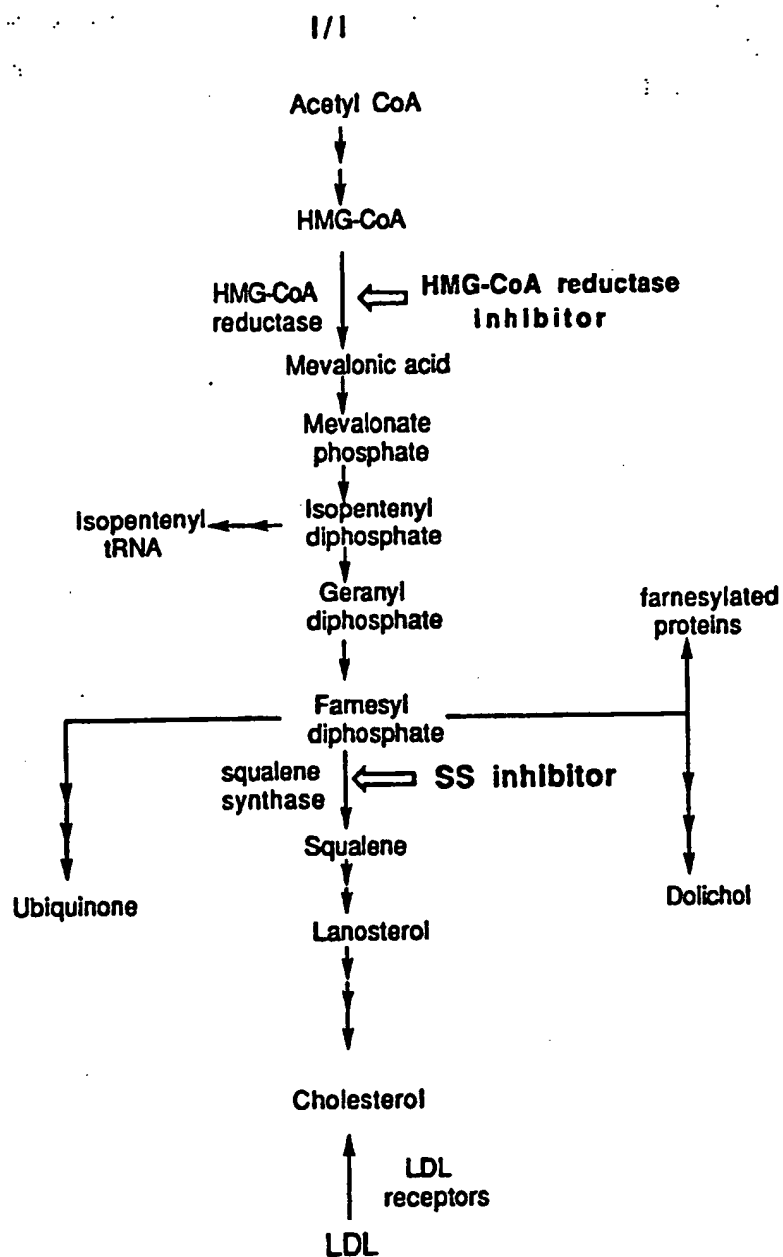 1/1
Acetyl CoA
HMG-CoA
HMG-CoA
reductase
HMG-CoA reductase
Inhibitor
Mevalonic acid
Mevalonate
phosphate
Isopentenyl
tRNA
Isopentenyl
diphosphate
Geranyl
diphosphate
farnesylated
proteins
Farnesyl
diphosphate
squalene
synthase
SS inhibitor
Squalene
Ubiquinone
Dolichol
Lanosterol
Cholesterol
LDL
receptors
LDL